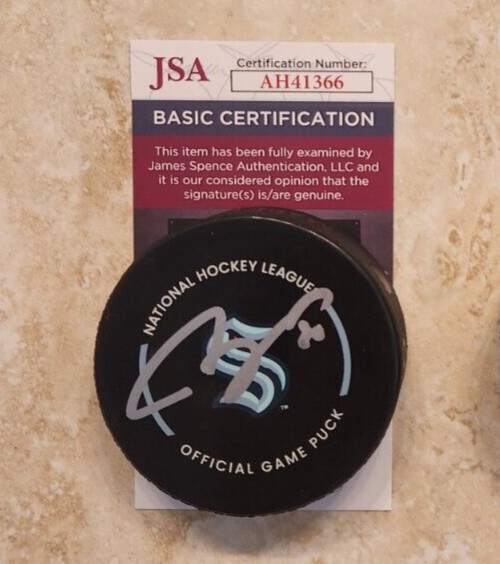 JSA
Certification Number:
AH41366
BASIC CERTIFICATION
This item has been fully examined by
James Spence Authentication, LLC and
it is our considered opinion that the
signature(s) is/are genuine.
NATIONAL HOCKEY LEAGUE
S
™
OFFICIAL GAME PUCK